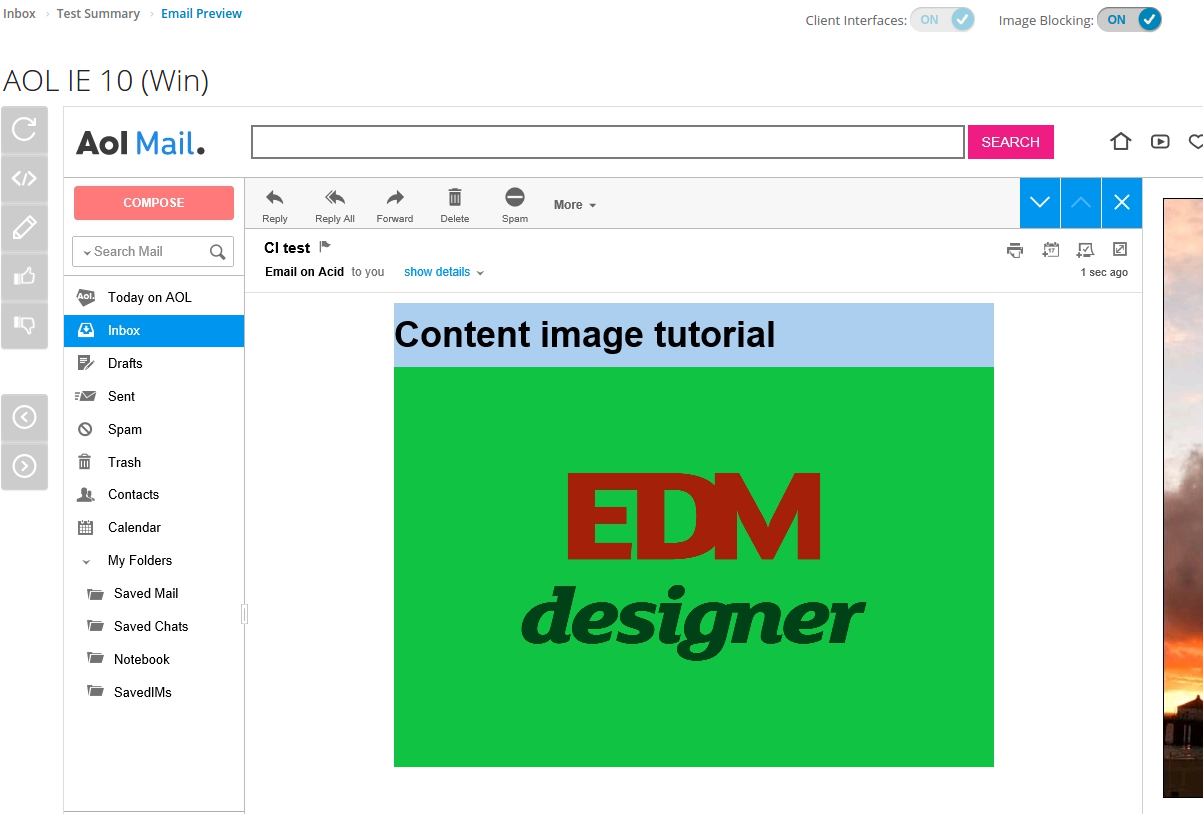 Inbox › Test Summary › Email Preview
Client Interfaces: ON
Image Blocking: ON
AOL IE 10 (Win)
Aol Mail.
SEARCH
COMPOSE
Reply
Reply All
Forward
Delete
Spam
More
Search Mail
CI test
17
Email on Acid to you show details
1 sec ago
Aol.
Today on AOL
Inbox
Drafts
Sent
Spam
Trash
Contacts
Calendar
My Folders
Saved Mail
Saved Chats
Notebook
SavedIMs
Content image tutorial
EDM
designer